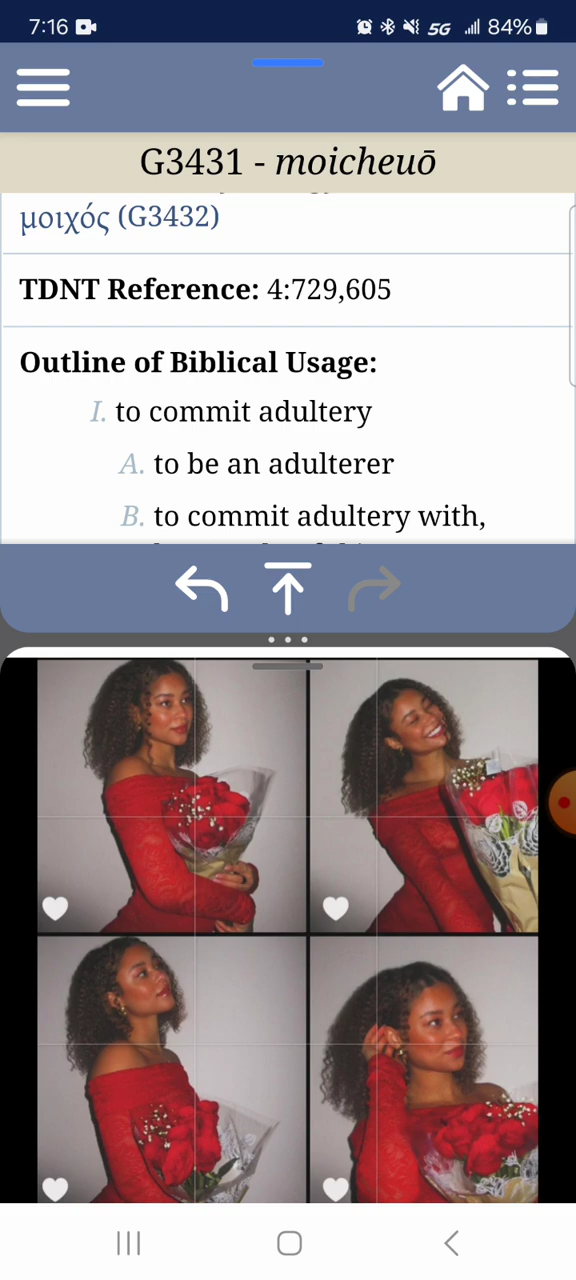 7:16
5G
84%
G3431 - moicheuō
μοιχός (G3432)
TDNT Reference: 4:729,605
Outline of Biblical Usage:
I. to commit adultery
A. to be an adulterer
B. to commit adultery with,